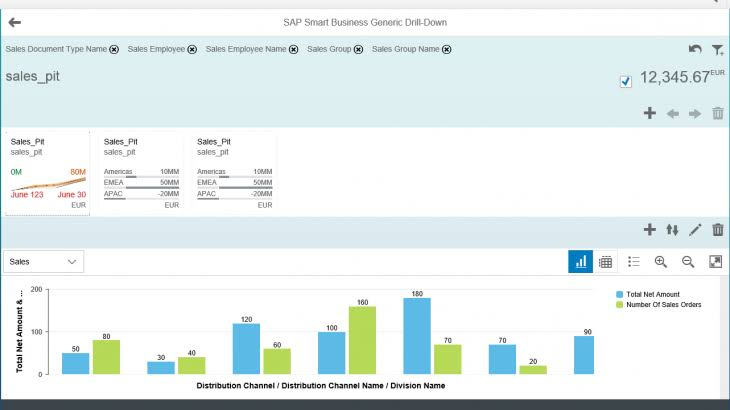 SAP Smart Business Generic Drill-Down
Sales Document Type Name Sales Employee Sales Employee Name Sales Group Sales Group Name
sales_pit
12,345.67 EUR
Sales_Pit
sales_pit
0M 80M
June 123 June 30
EUR
Sales_Pit
sales_pit
Americas 10MM
EMEA 50MM
APAC -20MM
EUR
Sales_Pit
sales_pit
Americas 10MM
EMEA 50MM
APAC -20MM
EUR
Sales
Total Net Amount & ...
200
100
0
50 80
30 40
120 60
100 160
180 70
70 20
90
Distribution Channel / Distribution Channel Name / Division Name
Total Net Amount
Number Of Sales Orders